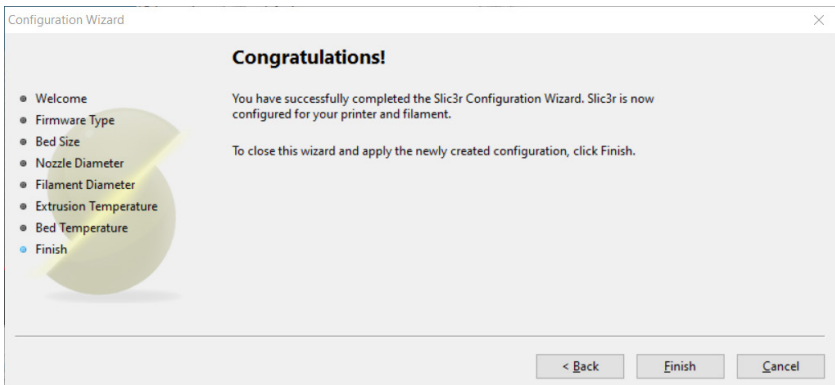 Configuration Wizard
Congratulations!
Welcome
Firmware Type
Bed Size
Nozzle Diameter
Filament Diameter
Extrusion Temperature
Bed Temperature
Finish
You have successfully completed the Slic3r Configuration Wizard. Slic3r is now
configured for your printer and filament.
To close this wizard and apply the newly created configuration, click Finish.
< Back
Finish
Cancel